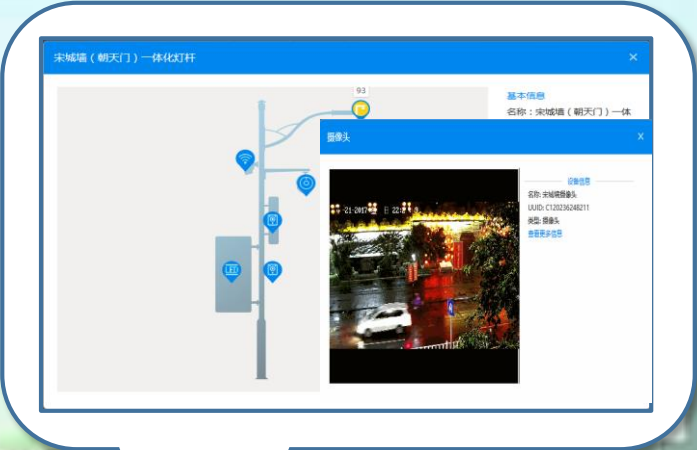 宋城墙（朝天门）一体化灯杆
93
基本信息
名称：宋城墙（朝天门）一体
摄像头
X
设备信息
名称: 宋城墙摄像头
UUID: C120236248211
类型: 摄像头
查看更多信息
LED